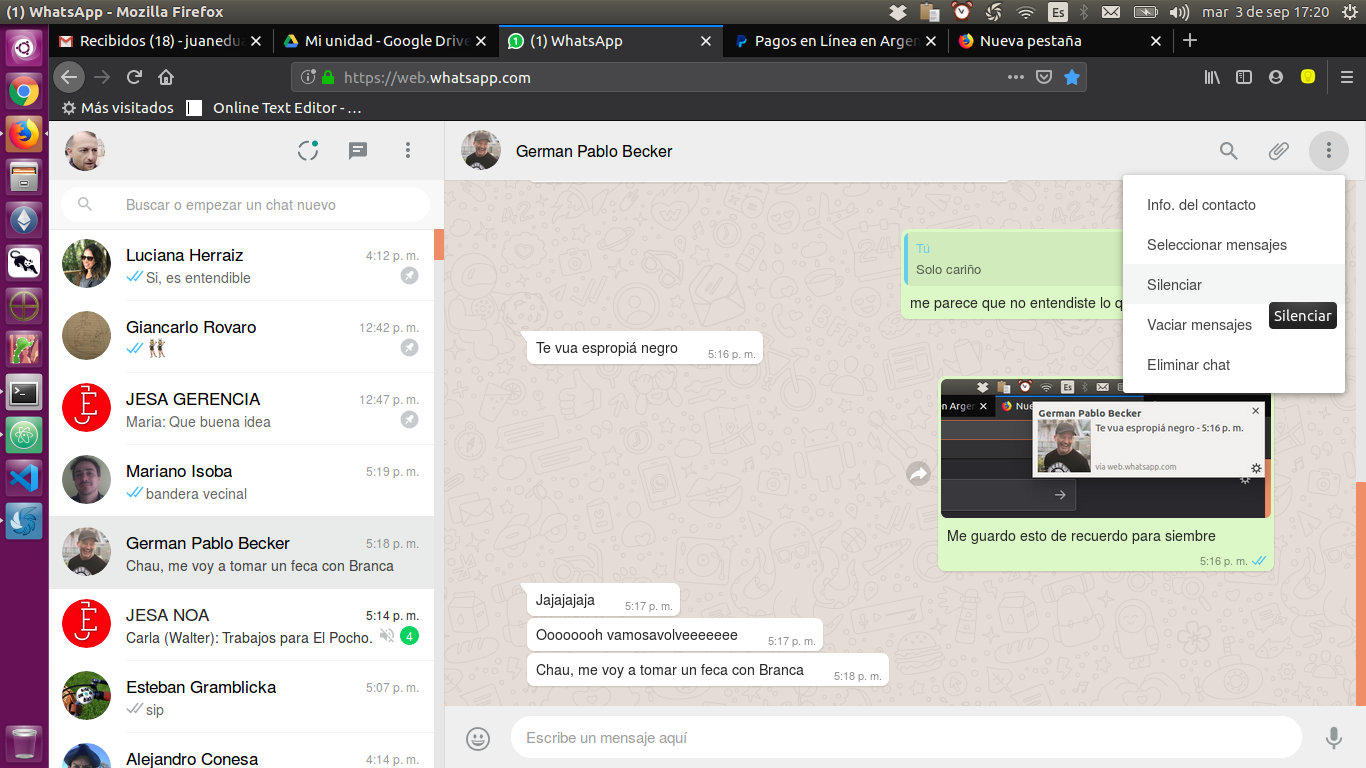 (1) WhatsApp - Mozilla Firefox
Es
mar 3 de sep 17:20
Recibidos (18) - juanedua
Mi unidad - Google Drive
(1) WhatsApp
Pagos en Línea en Argen
Nueva pestaña
https://web.whatsapp.com
Más visitados
Online Text Editor - …
German Pablo Becker
Buscar o empezar un chat nuevo
Luciana Herraiz
4:12 p. m.
Si, es entendible
Giancarlo Rovaro
12:42 p. m.
JESA GERENCIA
12:47 p. m.
Maria: Que buena idea
Mariano Isoba
5:19 p. m.
bandera vecinal
German Pablo Becker
5:18 p. m.
Chau, me voy a tomar un feca con Branca
JESA NOA
5:14 p. m.
Carla (Walter): Trabajos para El Pocho.
4
Esteban Gramblicka
5:07 p. m.
sip
Alejandro Conesa
4:14 p. m.
Tú
Solo cariño
me parece que no entendiste lo q
Te vua espropiá negro
5:16 p. m.
Es
en Argen
Nue
German Pablo Becker
Te vua espropiá negro - 5:16 p. m.
vía web.whatsapp.com
Me guardo esto de recuerdo para siembre
5:16 p. m.
Jajajajaja
5:17 p. m.
Oooooooh vamosavolveeeeeee
5:17 p. m.
Chau, me voy a tomar un feca con Branca
5:18 p. m.
Escribe un mensaje aquí
Info. del contacto
Seleccionar mensajes
Silenciar
Silenciar
Vaciar mensajes
Eliminar chat